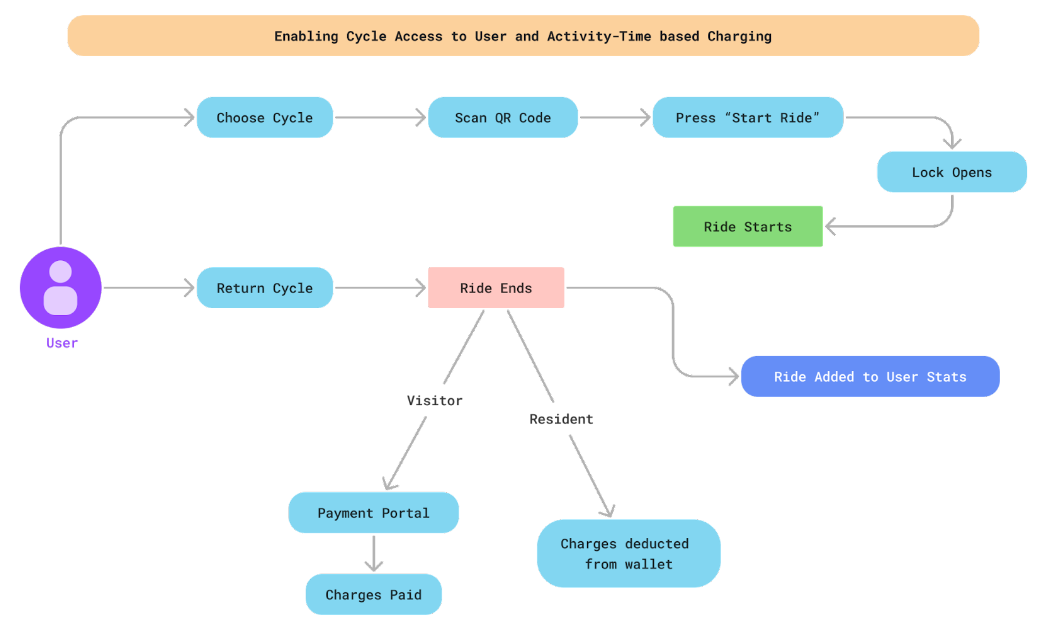 Enabling Cycle Access to User and Activity-Time based Charging
Choose Cycle
Scan QR Code
Press “Start Ride”
Lock Opens
Ride Starts
Return Cycle
Ride Ends
User
Ride Added to User Stats
Visitor
Resident
Payment Portal
Charges deducted
from wallet
Charges Paid